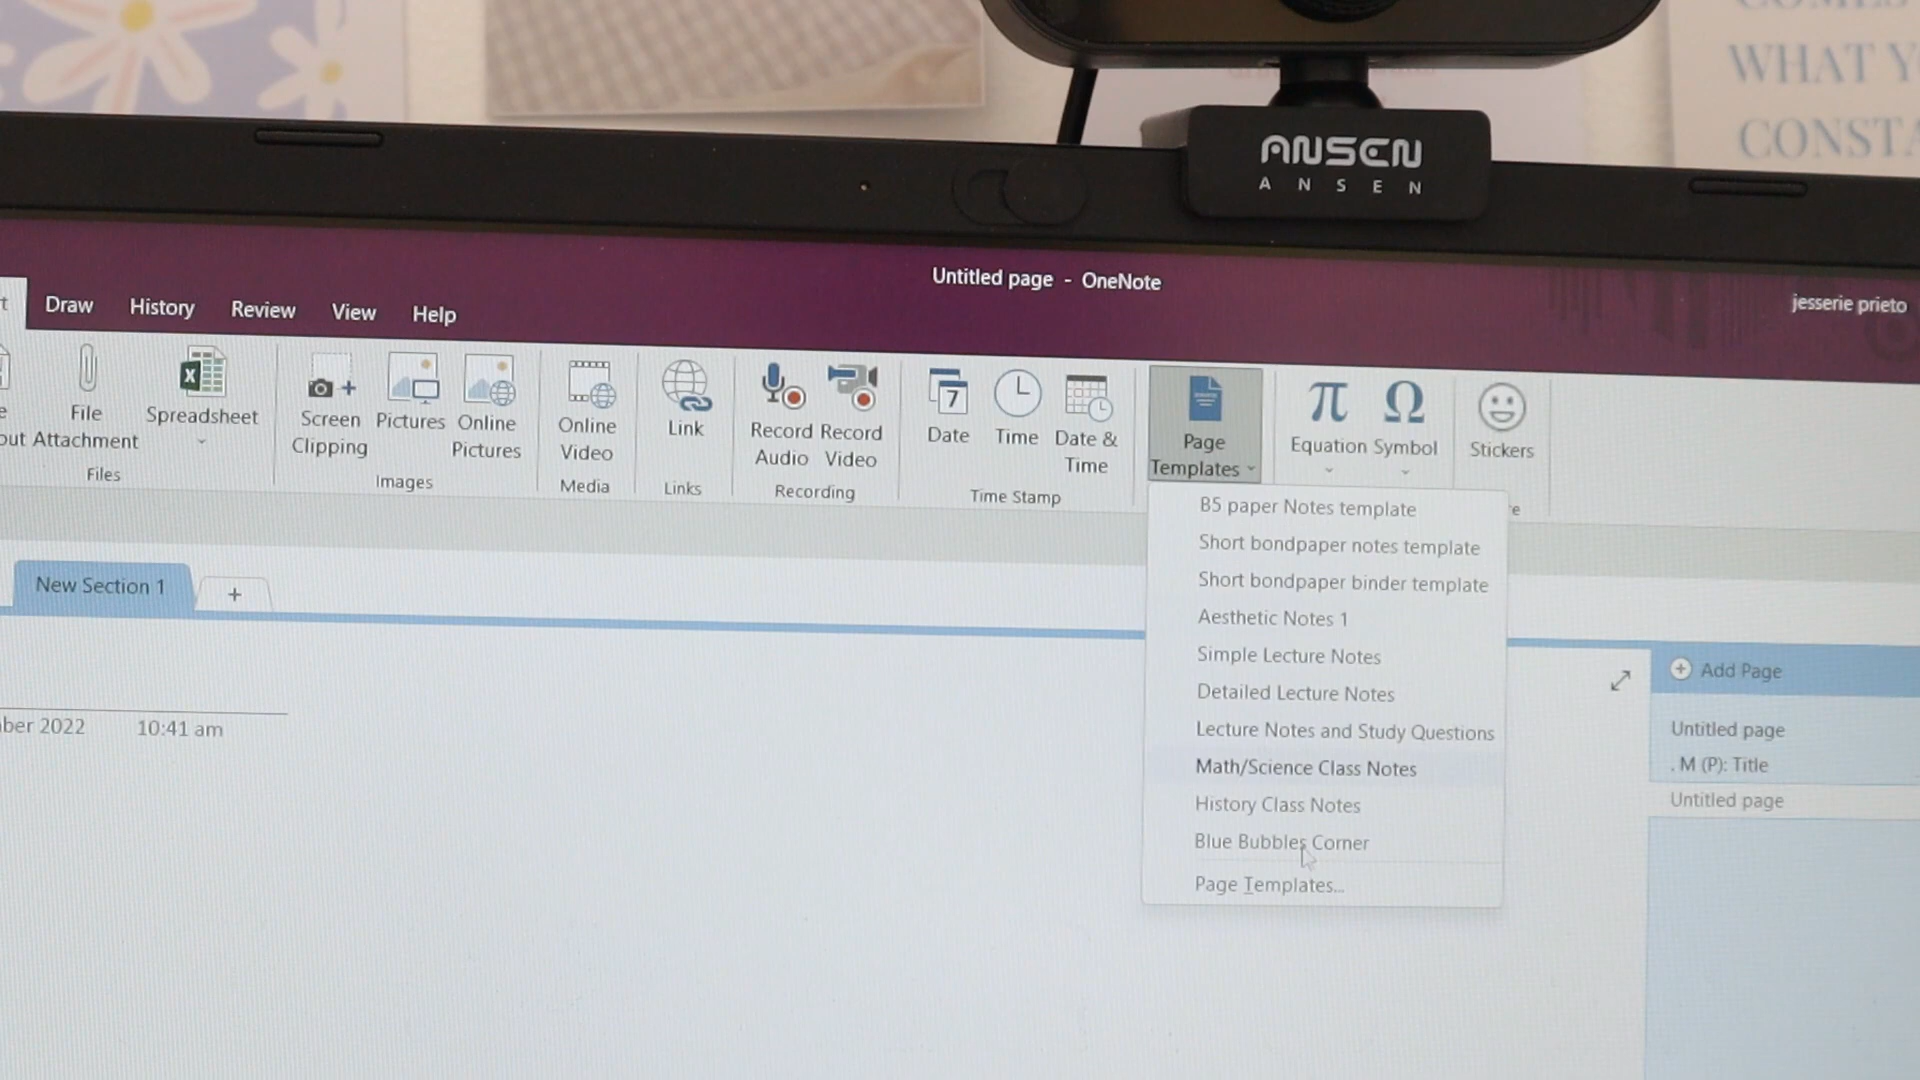 WHAT
ANSEN
ANSEN
Untitled page - OneNote
jesserie prieto
Draw
History
Review
View
Help
File
Attachment
Spreadsheet
Files
Screen
Clipping
Pictures
Online
Pictures
Images
Online
Video
Media
Link
Links
Record
Audio
Record
Video
Recording
7
Date
Time
Date &
Time
Time Stamp
Page
Templates
π
Equation
Ω
Symbol
Stickers
B5 paper Notes template
Short bondpaper notes template
Short bondpaper binder template
Aesthetic Notes 1
Simple Lecture Notes
Detailed Lecture Notes
Lecture Notes and Study Questions
Math/Science Class Notes
History Class Notes
Blue Bubbles Corner
Page Templates...
New Section 1
+
2022 10:41 am
Add Page
Untitled page
. M (P): Title
Untitled page